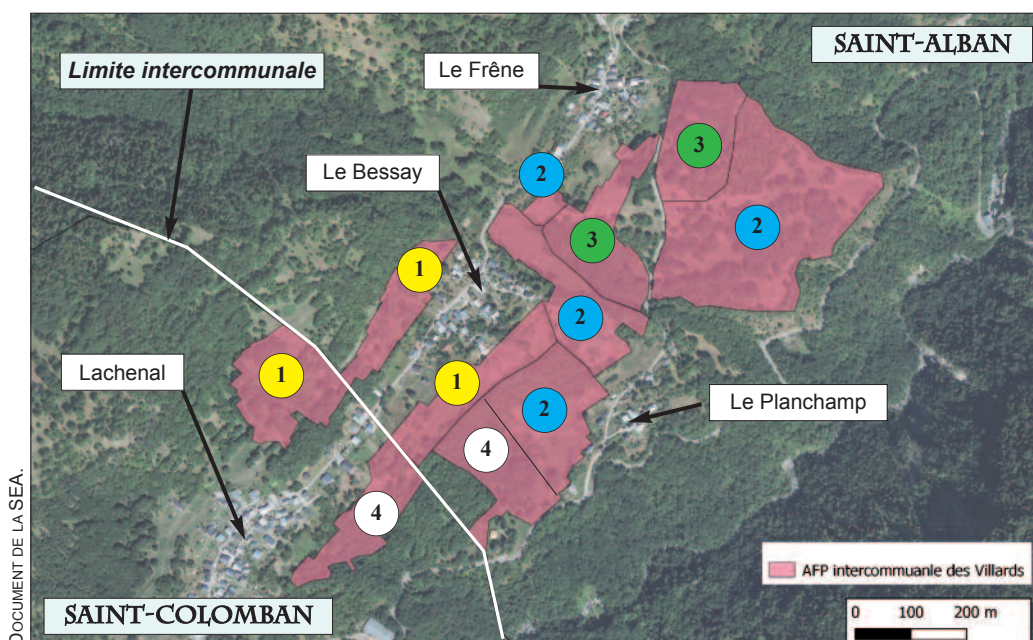 SAINT-ALBAN
Limite intercommunale
Le Frêne
3
2
Le Bessay
2
3
1
2
Lachenal
1
1
2
Le Planchamp
4
4
DOCUMENT DE LA SEA.
AFP intercommuanle des Villards
SAINT-COLOMBAN
0 100 200 m